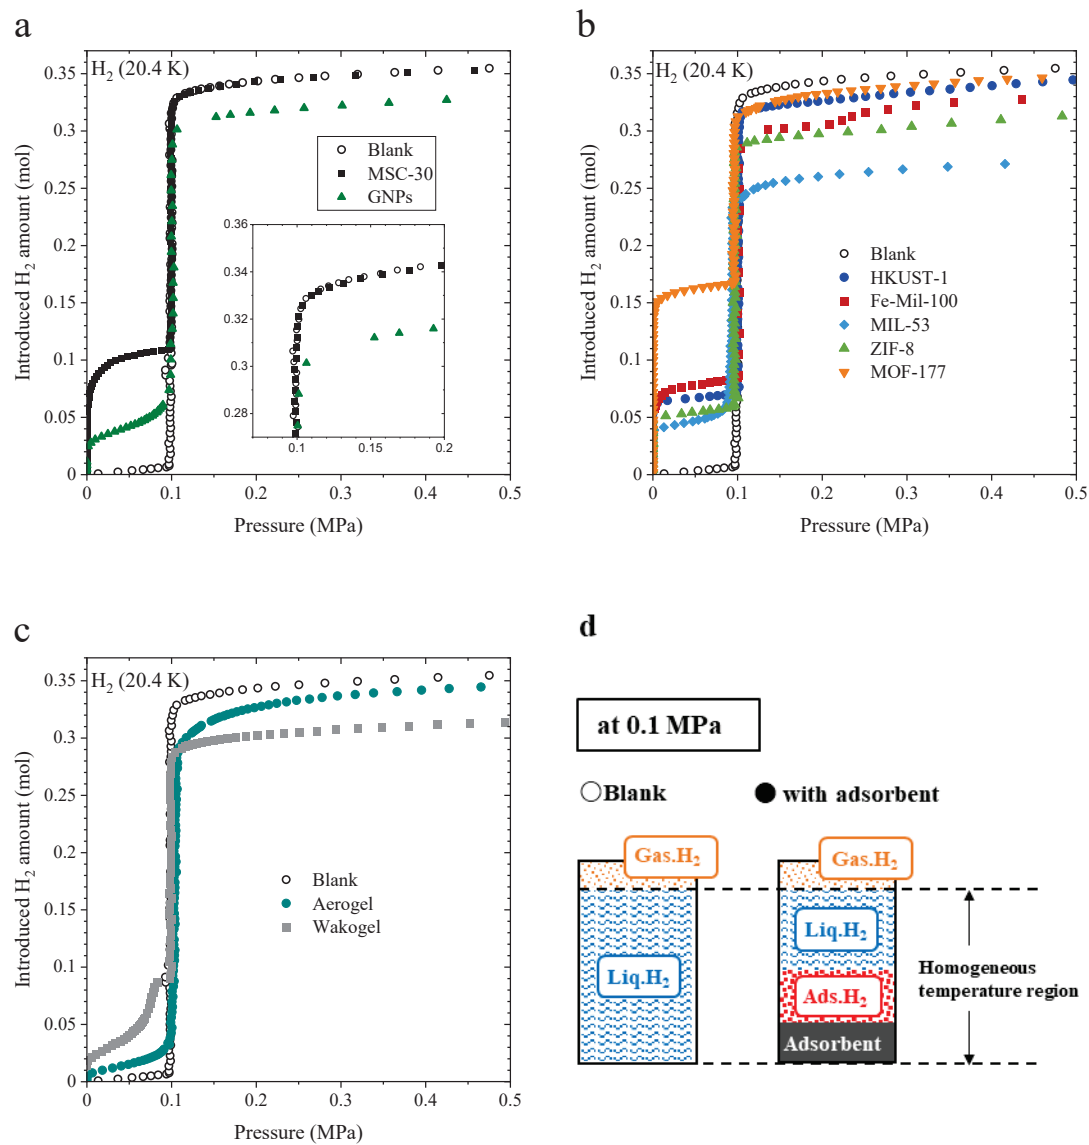 a
H₂ (20.4 K)
Introduced H₂ amount (mol)
0.35
0.3
0.25
0.2
0.15
0.1
0.05
0
Blank
MSC-30
GNPs
0.36
0.34
0.32
0.3
0.28
0.1
0.15
0.2
0
0.1
0.2
0.3
0.4
0.5
Pressure (MPa)
b
H₂ (20.4 K)
Introduced H₂ amount (mol)
0.35
0.3
0.25
0.2
0.15
0.1
0.05
0
Blank
HKUST-1
Fe-Mil-100
MIL-53
ZIF-8
MOF-177
0
0.1
0.2
0.3
0.4
0.5
Pressure (MPa)
c
H₂ (20.4 K)
Introduced H₂ amount (mol)
0.35
0.3
0.25
0.2
0.15
0.1
0.05
0
Blank
Aerogel
Wakogel
0
0.1
0.2
0.3
0.4
0.5
Pressure (MPa)
d
at 0.1 MPa
Blank
with adsorbent
Gas.H₂
Gas.H₂
Liq.H₂
Liq.H₂
Ads.H₂
Adsorbent
Homogeneous
temperature region